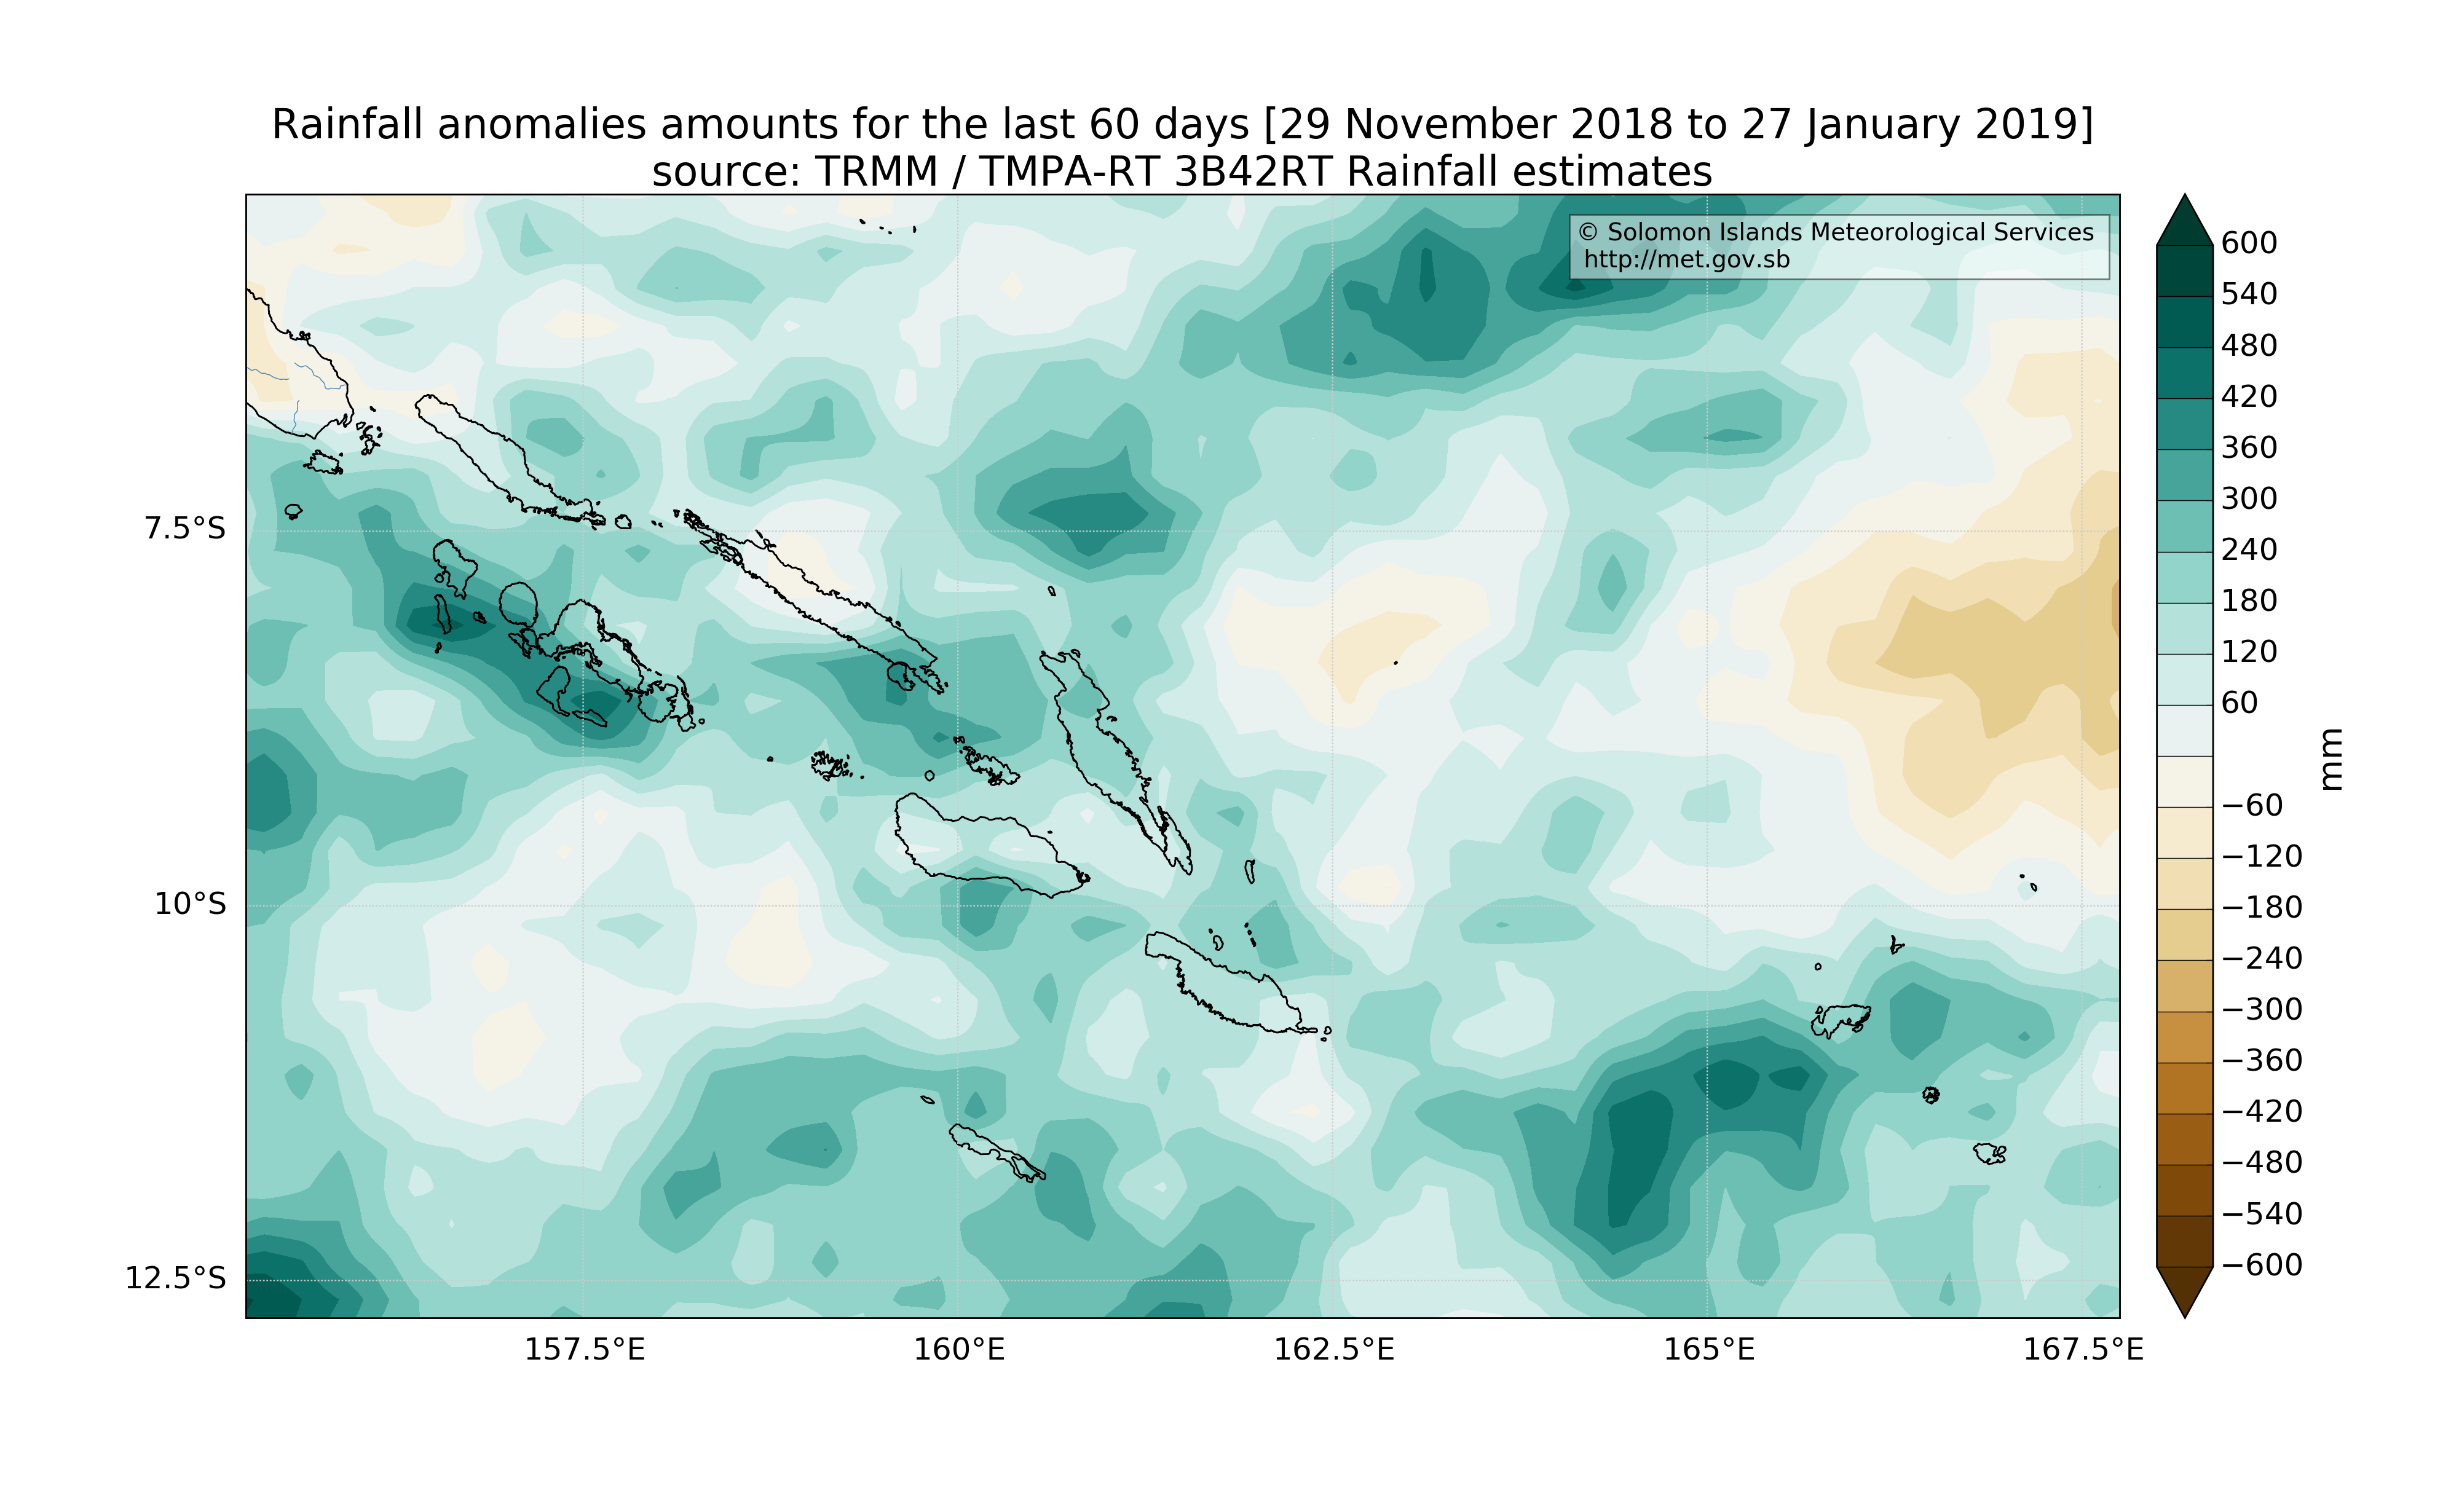 Rainfall anomalies amounts for the last 60 days [29 November 2018 to 27 January 2019]
source: TRMM / TMPA-RT 3B42RT Rainfall estimates
© Solomon Islands Meteorological Services
http://met.gov.sb
7.5°S
10°S
12.5°S
157.5°E
160°E
162.5°E
165°E
167.5°E
600
540
480
420
360
300
240
180
120
60
−60
−120
−180
−240
−300
−360
−420
−480
−540
−600
mm